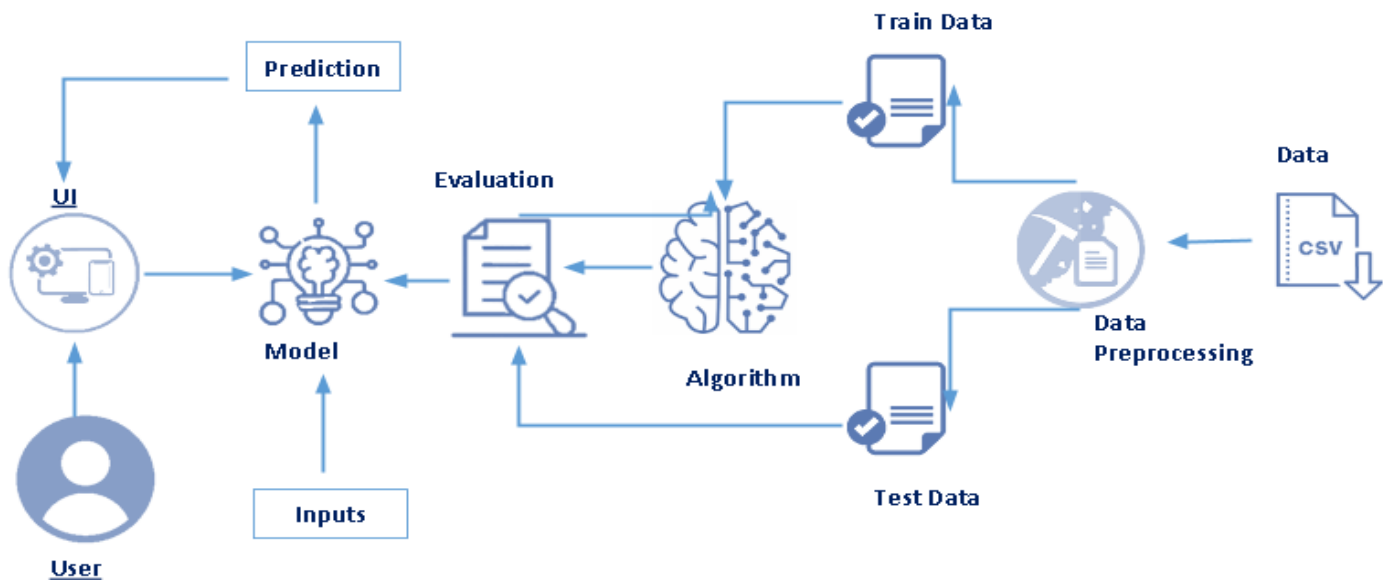 Train Data
Prediction
Data
Evaluation
UI
CSV
Data
Preprocessing
Model
Algorithm
Test Data
Inputs
User